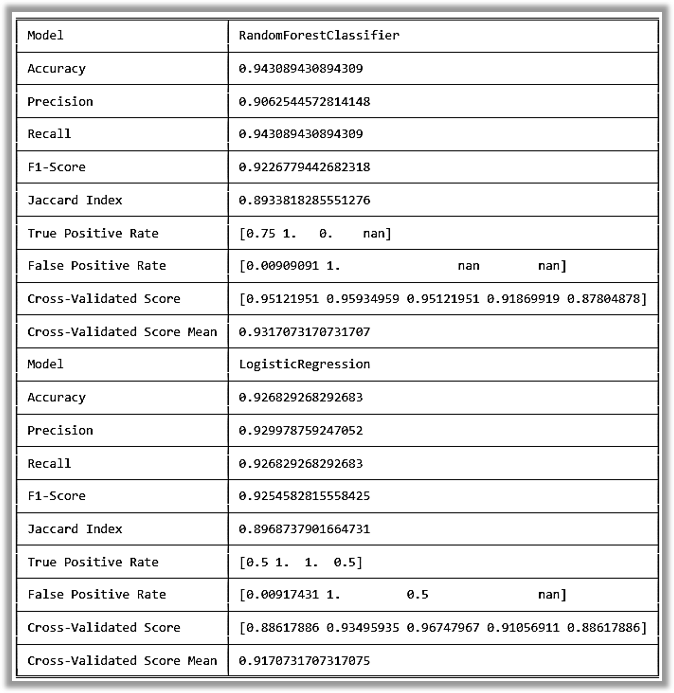 Model RandomForestClassifier
Accuracy 0.943089430894309
Precision 0.9062544572814148
Recall 0.943089430894309
F1-Score 0.9226779442682318
Jaccard Index 0.8933818285551276
True Positive Rate [0.75 1. 0. nan]
False Positive Rate [0.00909091 1. nan nan]
Cross-Validated Score [0.95121951 0.95934959 0.95121951 0.91869919 0.87804878]
Cross-Validated Score Mean 0.9317073170731707
Model LogisticRegression
Accuracy 0.926829268292683
Precision 0.929978759247052
Recall 0.926829268292683
F1-Score 0.9254582815558425
Jaccard Index 0.8968737901664731
True Positive Rate [0.5 1. 1. 0.5]
False Positive Rate [0.00917431 1. 0.5 nan]
Cross-Validated Score [0.88617886 0.93495935 0.96747967 0.91056911 0.88617886]
Cross-Validated Score Mean 0.9170731707317075